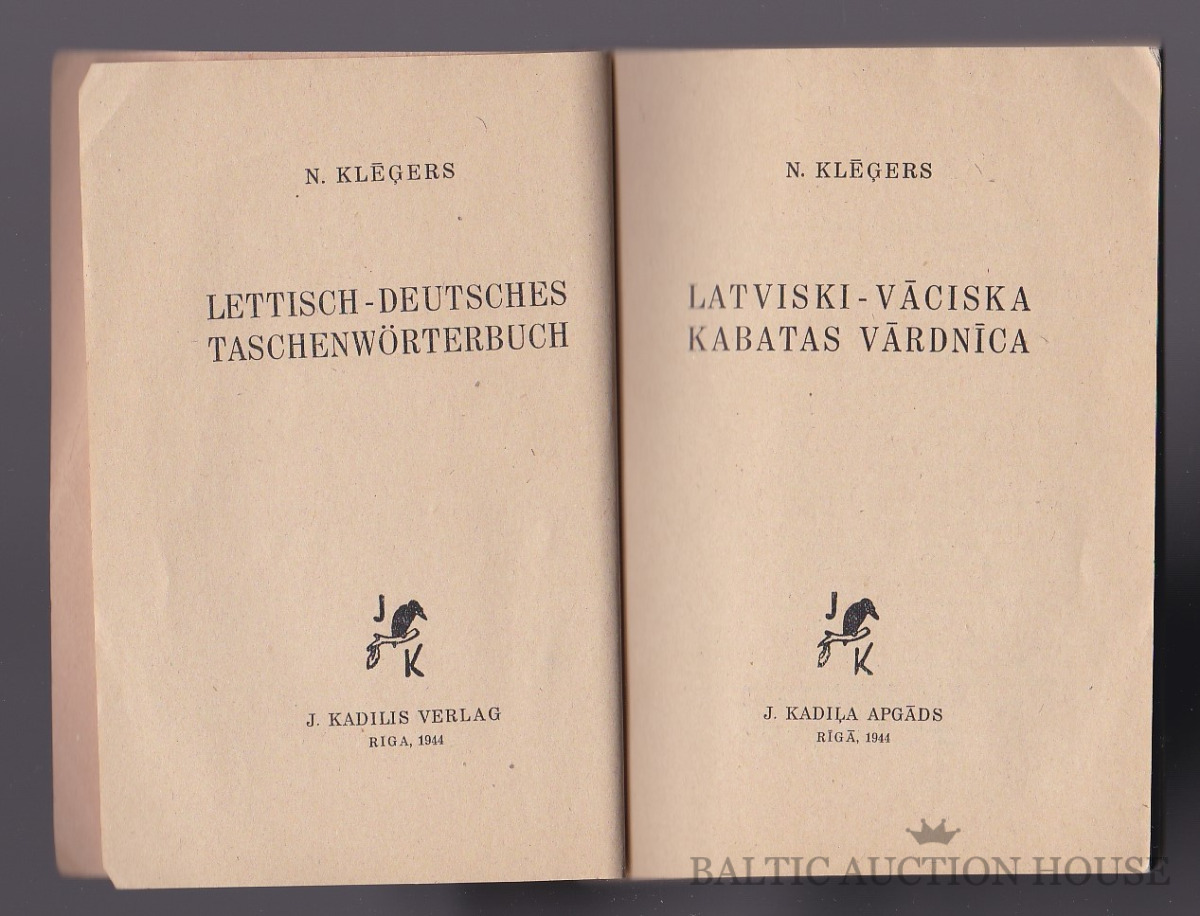 N. KLĒĢERS
LETTISCH-DEUTSCHES
TASCHENWÖRTERBUCH
J
K
J. KADILIS VERLAG
RIGA, 1944
N. KLĒĢERS
LATVISKI-VĀCISKA
KABATAS VĀRDNĪCA
J
K
J. KADIĻA APGĀDS
RĪGĀ, 1944
BALTIC AUCTION HOUSE